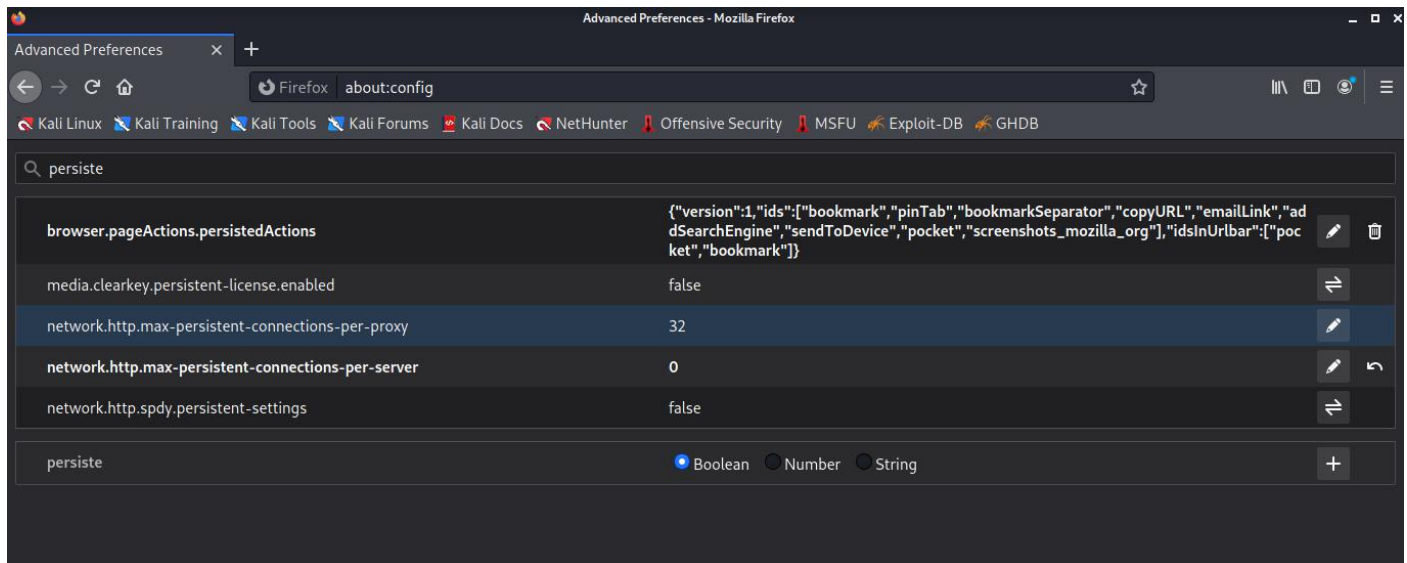 Advanced Preferences - Mozilla Firefox
Advanced Preferences
Firefox about:config
Kali Linux Kali Training Kali Tools Kali Forums Kali Docs NetHunter Offensive Security MSFU Exploit-DB GHDB
persiste
browser.pageActions.persistedActions
{"version":1,"ids":["bookmark","pinTab","bookmarkSeparator","copyURL","emailLink","ad
dSearchEngine","sendToDevice","pocket","screenshots_mozilla_org"],"idsInUrlbar":["poc
ket","bookmark"]}
media.clearkey.persistent-license.enabled false
network.http.max-persistent-connections-per-proxy 32
network.http.max-persistent-connections-per-server 0
network.http.spdy.persistent-settings false
persiste Boolean Number String